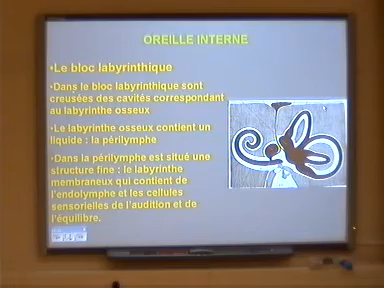 OREILLE INTERNE
•Le bloc labyrinthique
•Dans le bloc labyrinthique sont
creusées des cavités correspondant
au labyrinthe osseux
•Le labyrinthe osseux contient un
liquide : la périlymphe
•Dans la périlymphe est situé une
structure fine : le labyrinthe
membraneux qui contient de
l'endolymphe et les cellules
sensorielles de l'audition et de
l'équilibre.